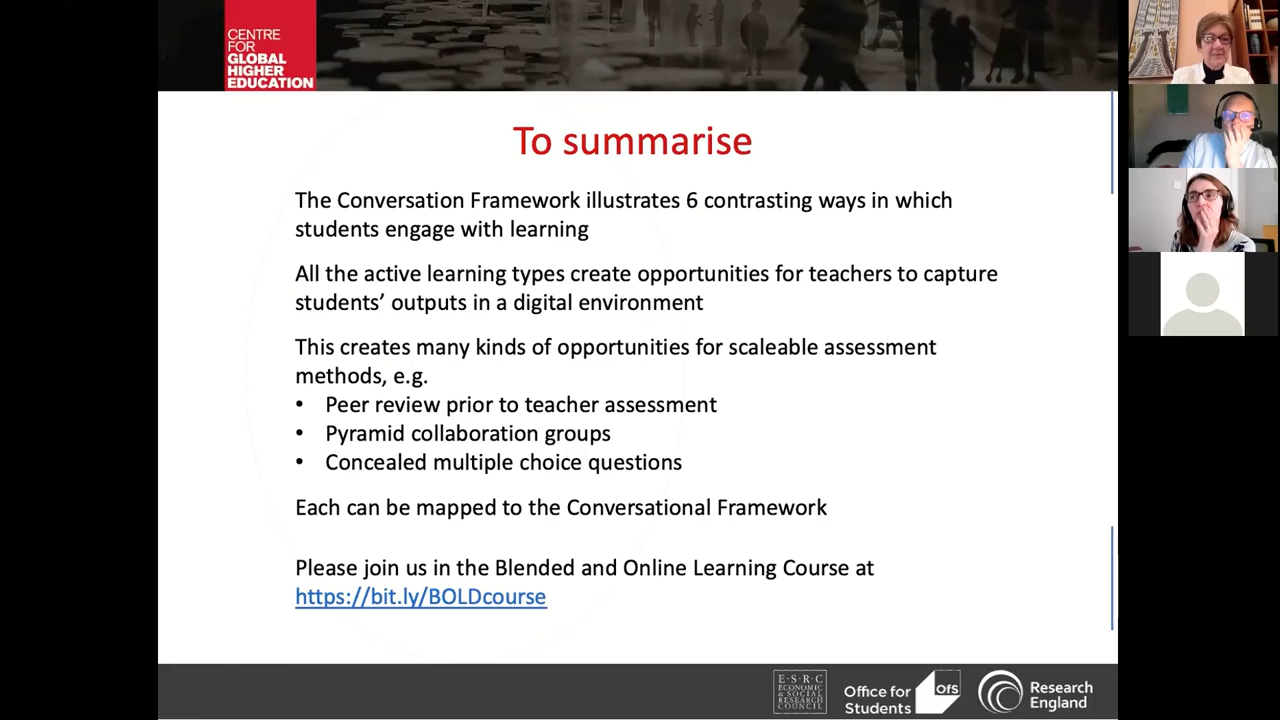 CENTRE
FOR
GLOBAL
HIGHER
EDUCATION
To summarise
The Conversation Framework illustrates 6 contrasting ways in which
students engage with learning
All the active learning types create opportunities for teachers to capture
students’ outputs in a digital environment
This creates many kinds of opportunities for scaleable assessment
methods, e.g.
• Peer review prior to teacher assessment
• Pyramid collaboration groups
• Concealed multiple choice questions
Each can be mapped to the Conversational Framework
Please join us in the Blended and Online Learning Course at
https://bit.ly/BOLDcourse
E·S·R·C
ECONOMIC
& SOCIAL
RESEARCH
COUNCIL
Office for
Students
OfS
Research
England